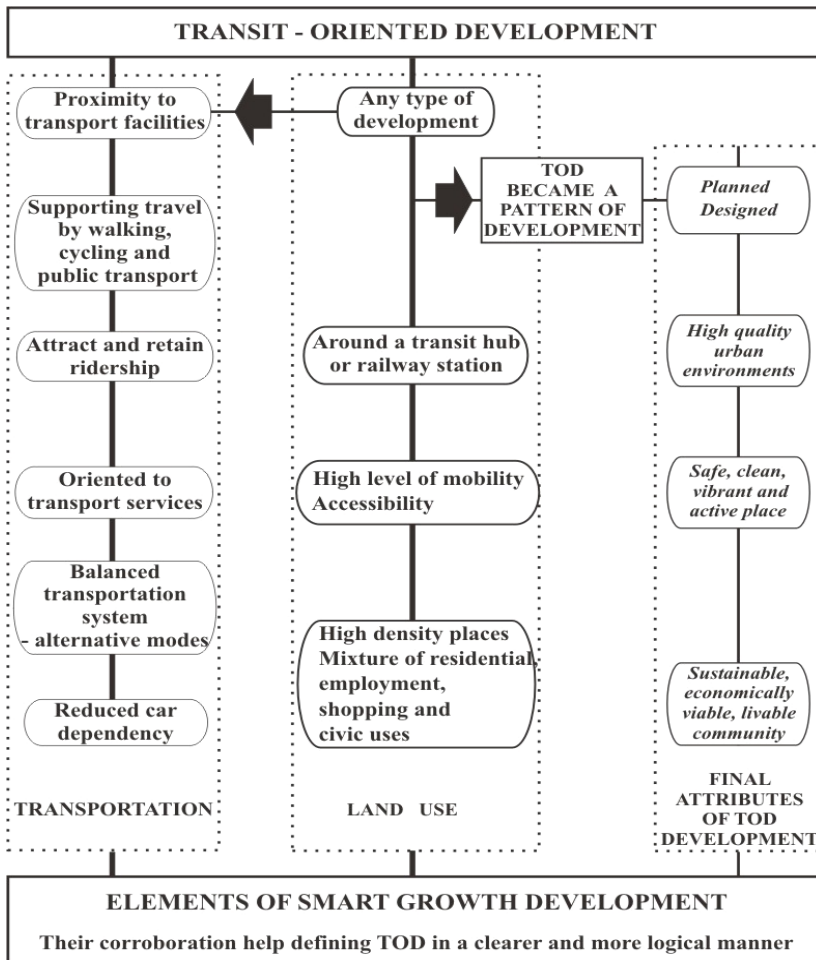 TRANSIT - ORIENTED DEVELOPMENT
Proximity to
transport facilities
Supporting travel
by walking,
cycling and
public transport
Attract and retain
ridership
Oriented to
transport services
Balanced
transportation
system
- alternative modes
Reduced car
dependency
TRANSPORTATION
Any type of
development
Around a transit hub
or railway station
High level of mobility
Accessibility
High density places
Mixture of residential,
employment,
shopping and
civic uses
LAND USE
TOD
BECAME A
PATTERN OF
DEVELOPMENT
Planned
Designed
High quality
urban
environments
Safe, clean,
vibrant and
active place
Sustainable,
economically
viable, livable
community
FINAL
ATTRIBUTES
OF TOD
DEVELOPMENT
ELEMENTS OF SMART GROWTH DEVELOPMENT
Their corroboration help defining TOD in a clearer and more logical manner